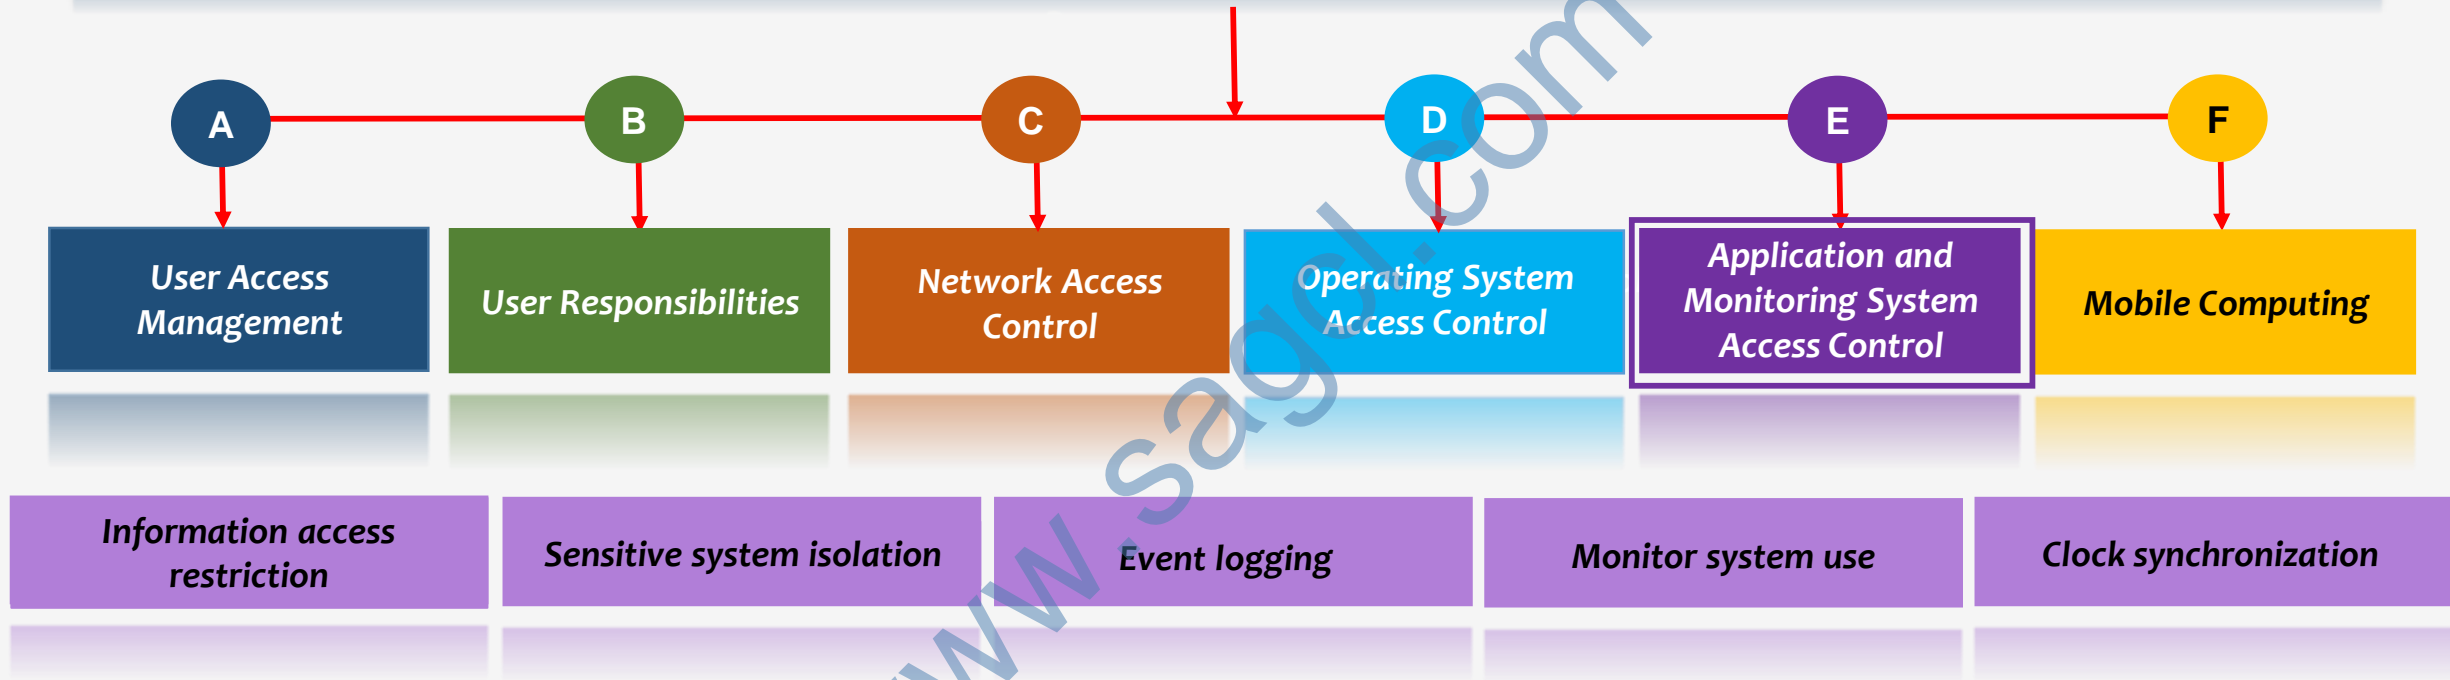 A
B
C
D
E
F
User Access
Management
User Responsibilities
Network Access
Control
Operating System
Access Control
Application and
Monitoring System
Access Control
Mobile Computing
Information access
restriction
Sensitive system isolation
Event logging
Monitor system use
Clock synchronization
www.sagcl.com